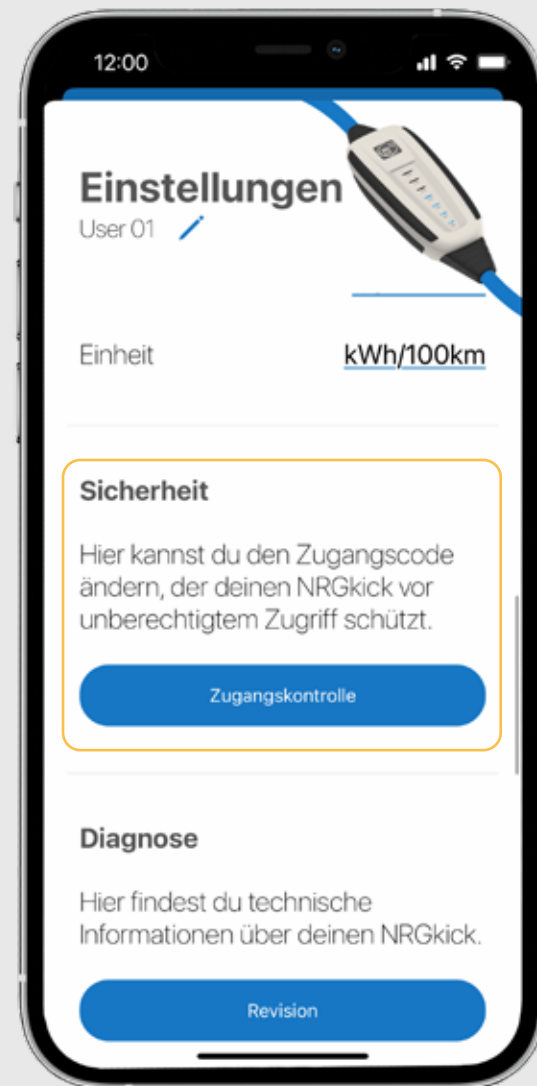 12:00
Einstellungen
User 01
Einheit
kWh/100km
Sicherheit
Hier kannst du den Zugangscode
ändern, der deinen NRGkick vor
unberechtigtem Zugriff schützt.
Zugangskontrolle
Diagnose
Hier findest du technische
Informationen über deinen NRGkick.
Revision